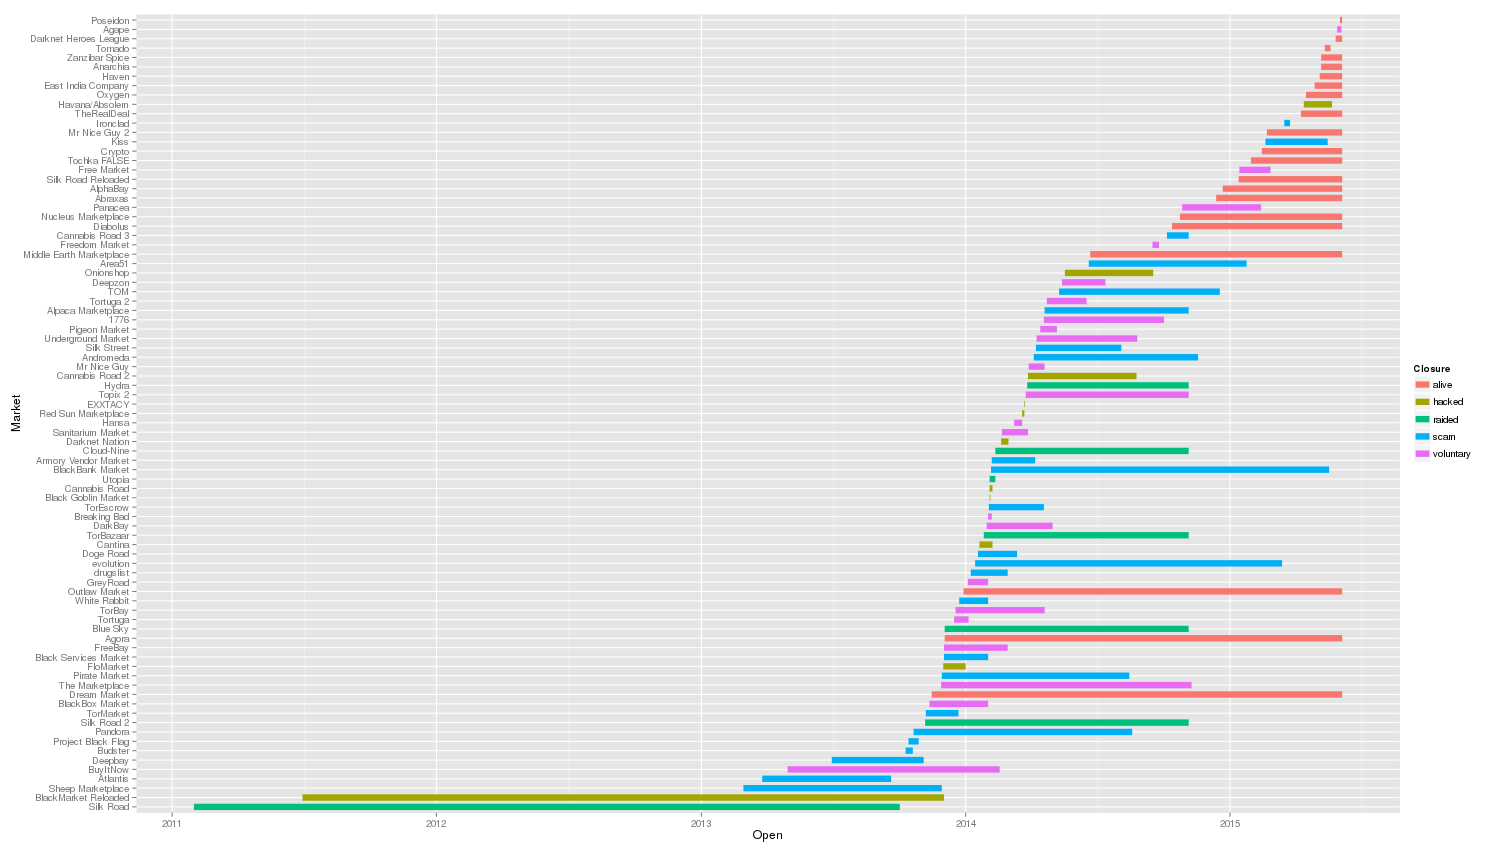 Poseidon
Agape
Darknet Heroes League
Tornado
Zanzibar Spice
Anarchia
Haven
East India Company
Oxygen
Havana/Absolem
TheRealDeal
Ironclad
Mr Nice Guy 2
Kiss
Crypto
Tochka FALSE
Free Market
Silk Road Reloaded
AlphaBay
Abraxas
Panacea
Nucleus Marketplace
Diabolus
Cannabis Road 3
Freedom Market
Middle Earth Marketplace
Area51
Onionshop
Deepzon
TOM
Tortuga 2
Alpaca Marketplace
1776
Pigeon Market
Underground Market
Silk Street
Andromeda
Mr Nice Guy
Cannabis Road 2
Hydra
Topix 2
EXXTACY
Red Sun Marketplace
Hansa
Sanitarium Market
Darknet Nation
Cloud-Nine
Armory Vendor Market
BlackBank Market
Utopia
Cannabis Road
Black Goblin Market
TorEscrow
Breaking Bad
DarkBay
TorBazaar
Cantina
Doge Road
evolution
drugslist
GreyRoad
Outlaw Market
White Rabbit
TorBay
Tortuga
Blue Sky
Agora
FreeBay
Black Services Market
FloMarket
Pirate Market
The Marketplace
Dream Market
BlackBox Market
TorMarket
Silk Road 2
Pandora
Project Black Flag
Budster
Deepbay
BuyItNow
Atlantis
Sheep Marketplace
BlackMarket Reloaded
Silk Road
Market
2011 2012 2013 2014 2015
Open
Closure
alive
hacked
raided
scam
voluntary